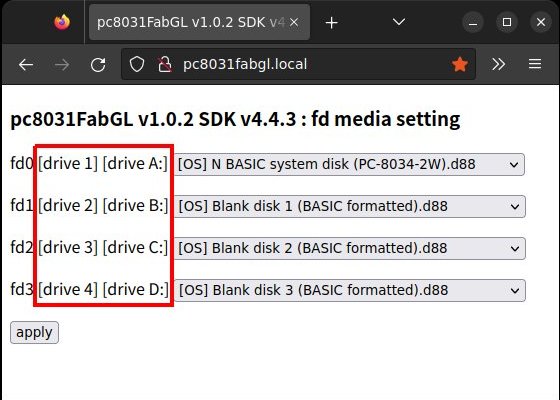 pc8031FabGL v1.0.2 SDK v4
pc8031fabgl.local
pc8031FabGL v1.0.2 SDK v4.4.3 : fd media setting
fd0 [drive 1] [drive A:] [OS] N BASIC system disk (PC-8034-2W).d88
fd1 [drive 2] [drive B:] [OS] Blank disk 1 (BASIC formatted).d88
fd2 [drive 3] [drive C:] [OS] Blank disk 2 (BASIC formatted).d88
fd3 [drive 4] [drive D:] [OS] Blank disk 3 (BASIC formatted).d88
apply